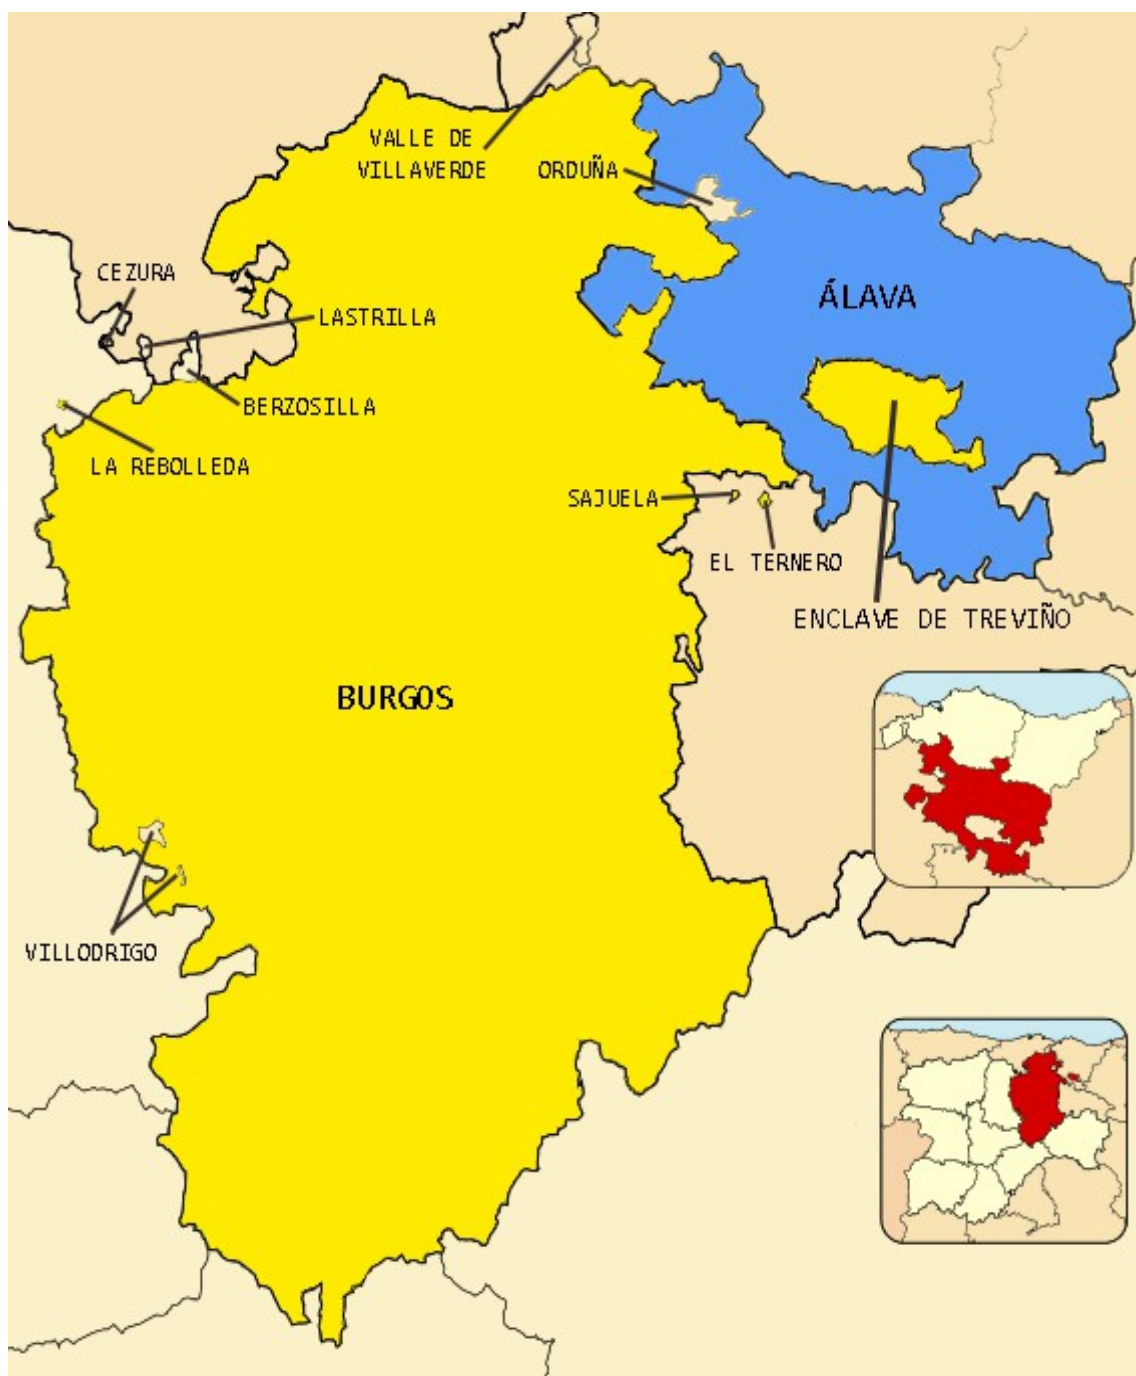 VALLE DE
VILLAVERDE
ORDUÑA
CEZURA
ÁLAVA
LASTRILLA
BERZOSILLA
LA REBOLLEDA
SAJUELA
EL TERNERO
ENCLAVE DE TREVIÑO
BURGOS
VILLODRIGO